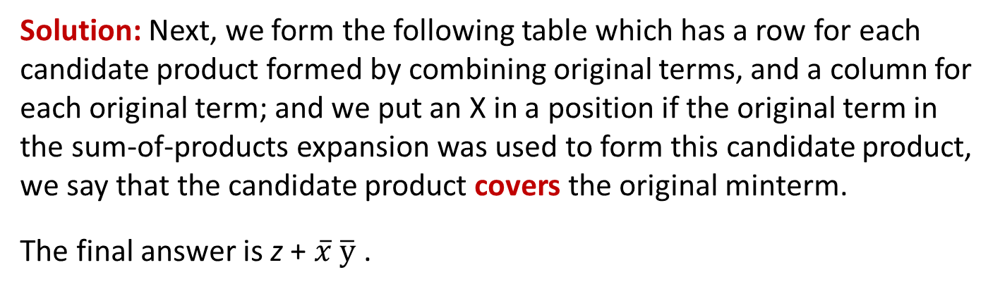 Solution: Next, we form the following table which has a row for each
candidate product formed by combining original terms, and a column for
each original term; and we put an X in a position if the original term in
the sum-of-products expansion was used to form this candidate product,
we say that the candidate product covers the original minterm.
The final answer is z + x̅ y̅ .